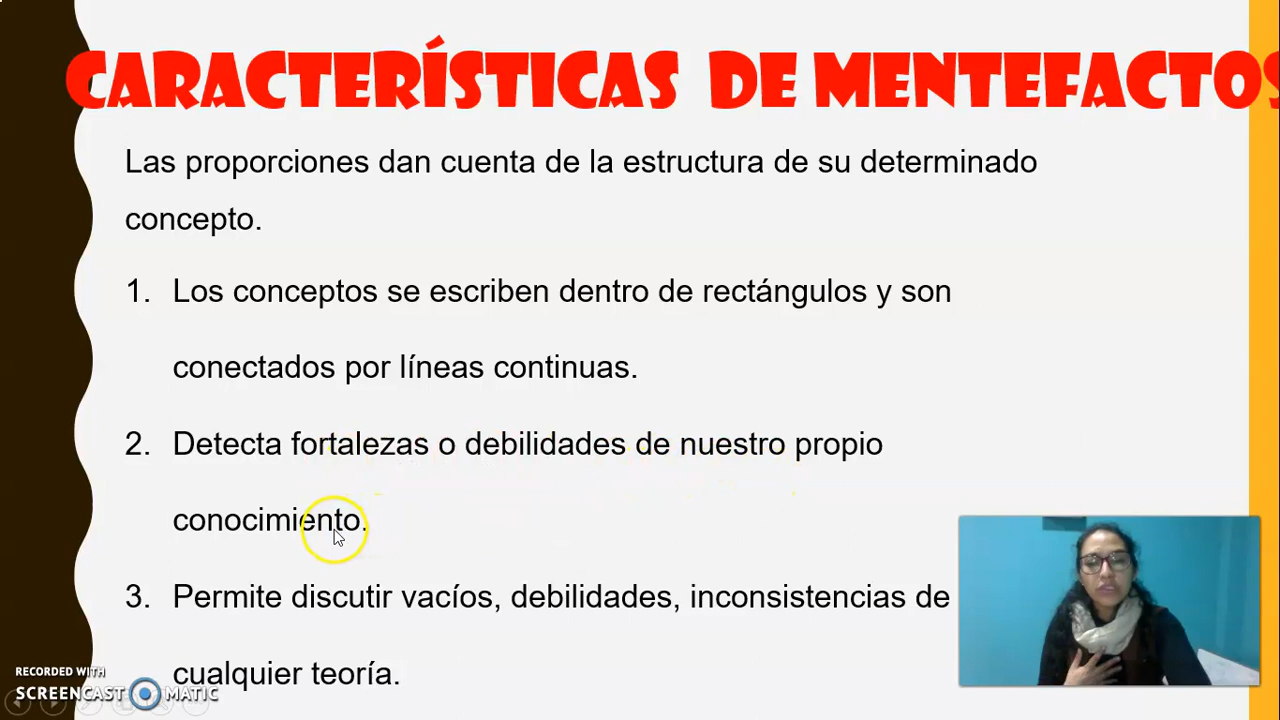 CARACTERÍSTICAS DE MENTEFACTOS
Las proporciones dan cuenta de la estructura de su determinado
concepto.
1. Los conceptos se escriben dentro de rectángulos y son
conectados por líneas continuas.
2. Detecta fortalezas o debilidades de nuestro propio
conocimiento.
3. Permite discutir vacíos, debilidades, inconsistencias de
cualquier teoría.
RECORDED WITH
SCREENCAST MATIC